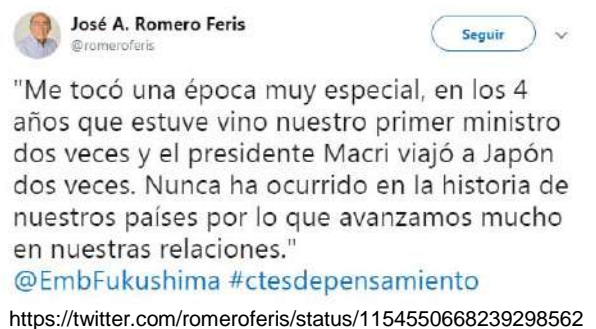 José A. Romero Feris
@romeroferis
Seguir
"Me tocó una época muy especial, en los 4
años que estuve vino nuestro primer ministro
dos veces y el presidente Macri viajó a Japón
dos veces. Nunca ha ocurrido en la historia de
nuestros países por lo que avanzamos mucho
en nuestras relaciones."
@EmbFukushima #ctesdepensamiento
https://twitter.com/romeroferis/status/1154550668239298562